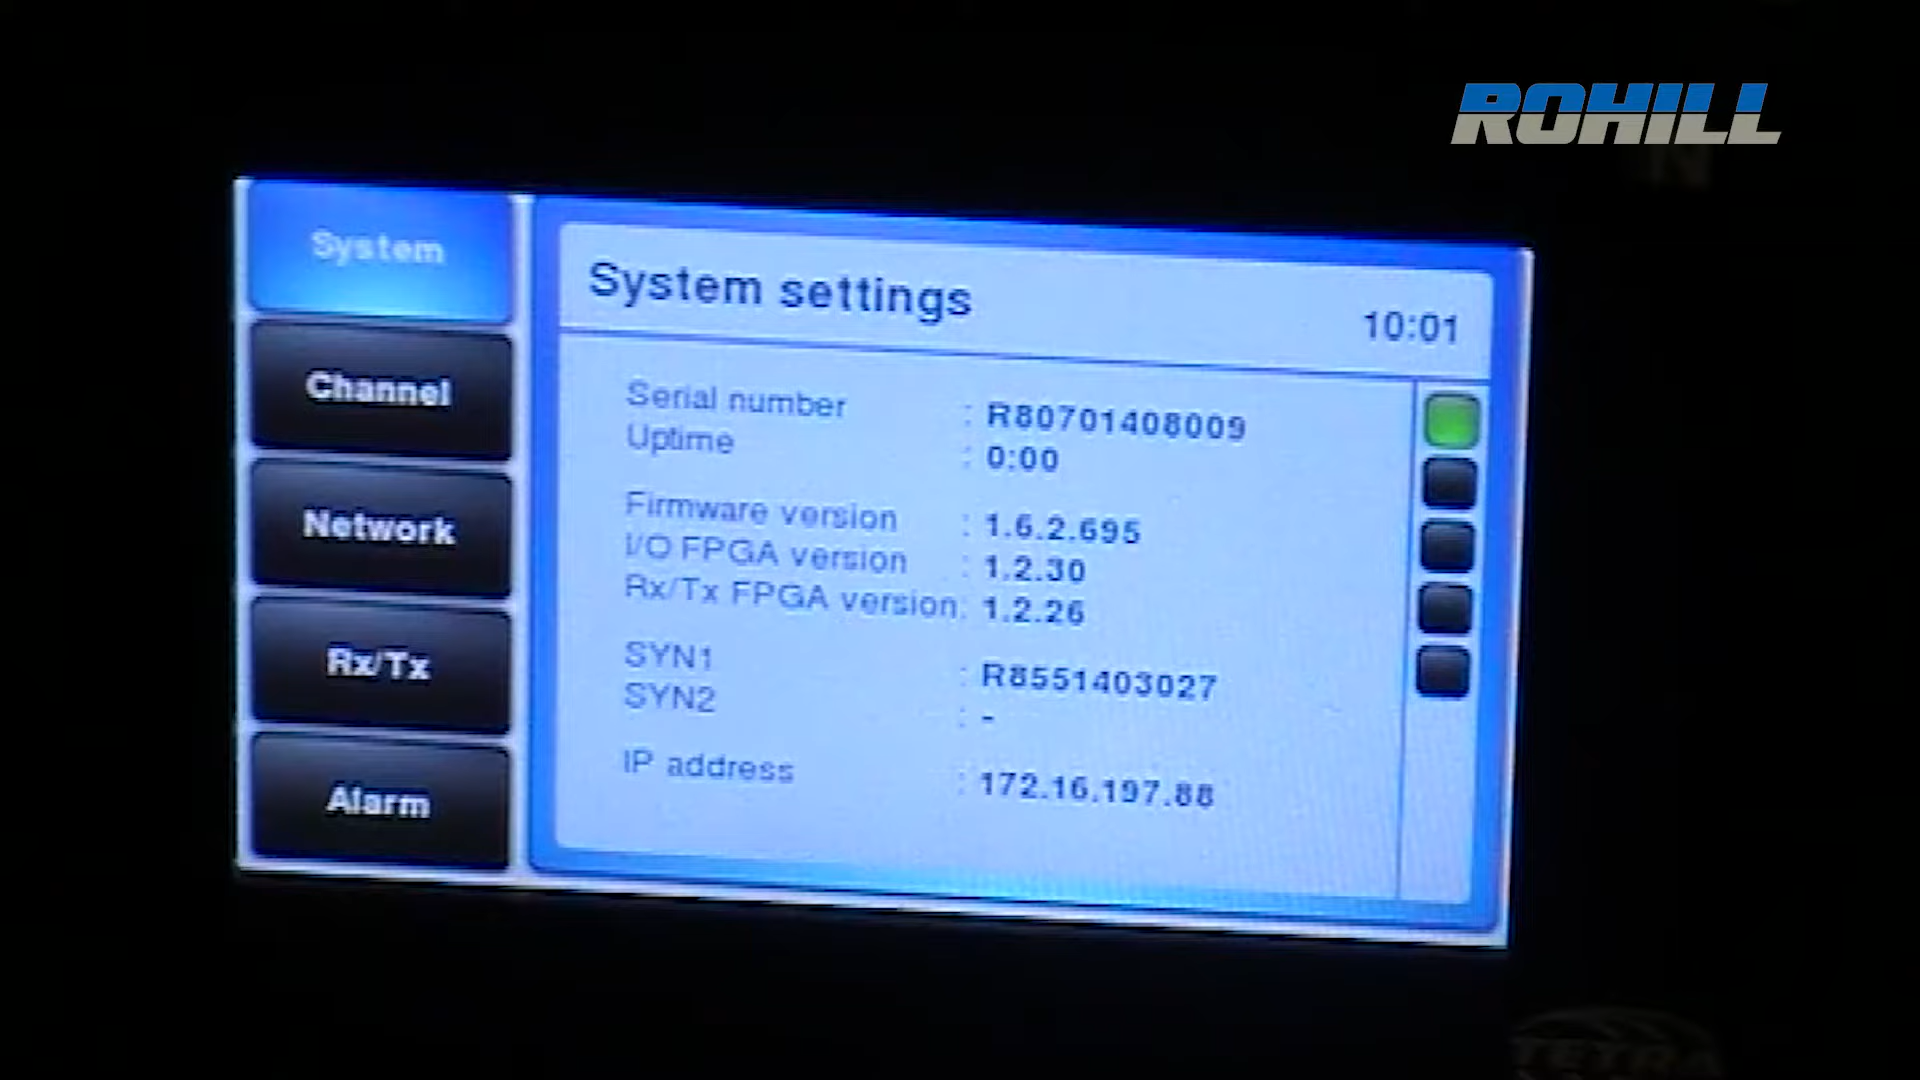 ROHILL
System
System settings
10:01
Channel
Network
Rx/Tx
Alarm
Serial number : R80701408009
Uptime : 0:00
Firmware version : 1.6.2.695
I/O FPGA version : 1.2.30
Rx/Tx FPGA version: 1.2.26
SYN1 : R8551403027
SYN2 : -
IP address : 172.16.197.88
TETRA